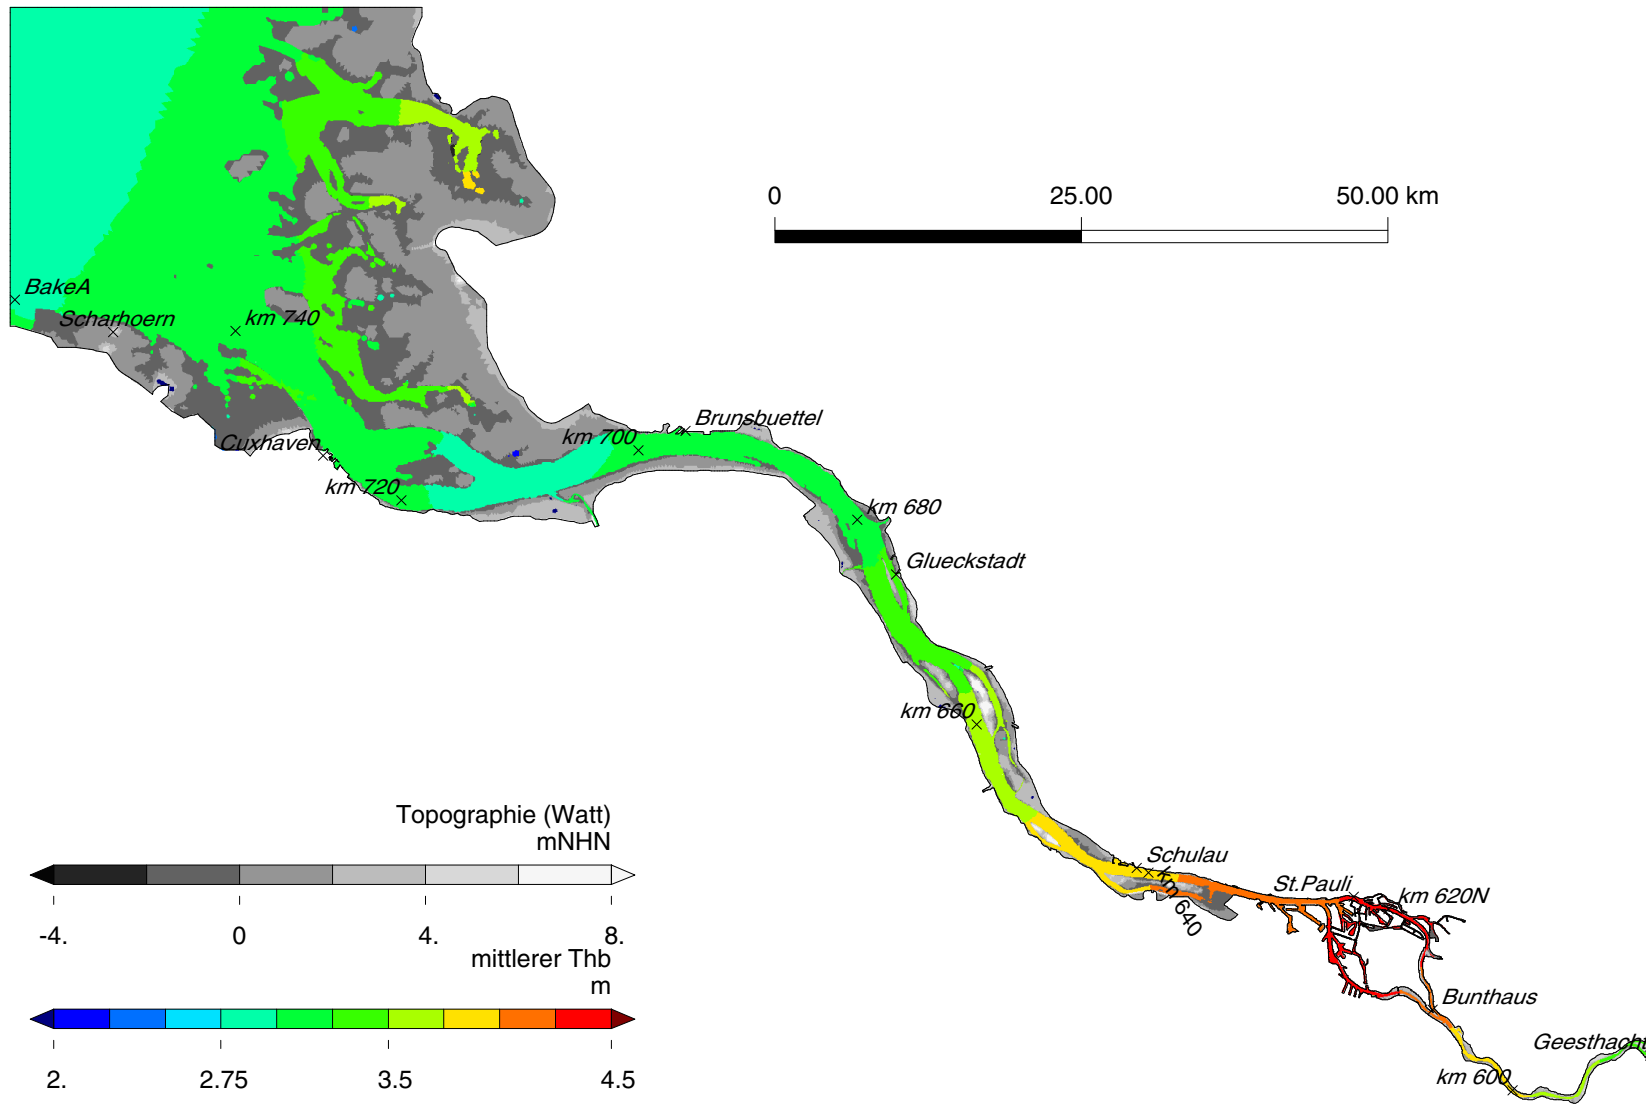 0 25.00 50.00 km
BakeA
Scharhoern
km 740
Cuxhaven
km 720
km 700
Brunsbuettel
km 680
Glueckstadt
km 660
Schulau
km 640
St.Pauli
km 620N
Bunthaus
Geesthacht
km 600
Topographie (Watt)
mNHN
-4. 0 4. 8.
mittlerer Thb
m
2. 2.75 3.5 4.5